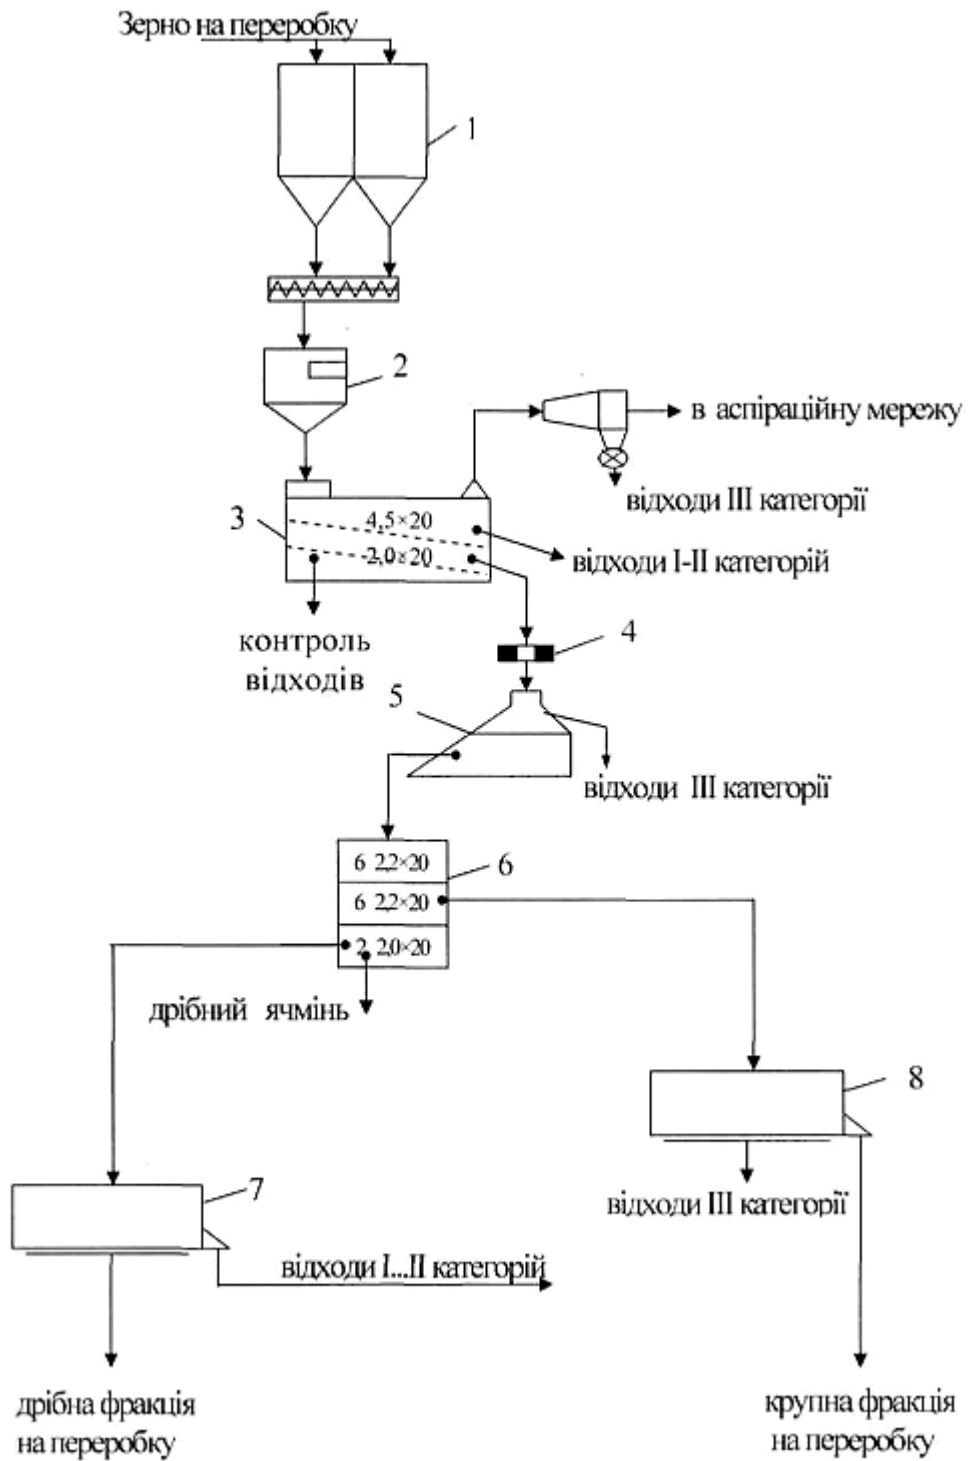 Зерно на переробку
1
2
в аспіраційну мережу
відходи III категорії
3
4,5×20
2,0×20
відходи I-II категорій
контроль
відходів
4
5
відходи III категорії
6 2,2×20
6
6 2,2×20
2 2,0×20
дрібний ячмінь
8
відходи III категорії
7
відходи I...II категорій
дрібна фракція
на переробку
крупна фракція
на переробку